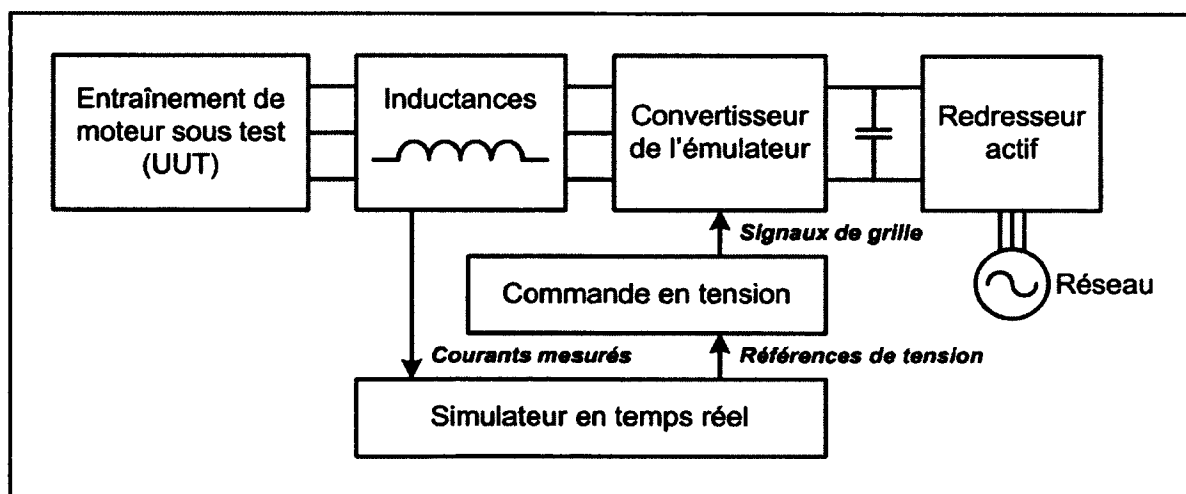 Entraînement de
moteur sous test
(UUT)
Inductances
Convertisseur
de l'émulateur
Redresseur
actif
Signaux de grille
Commande en tension
Réseau
Courants mesurés
Références de tension
Simulateur en temps réel